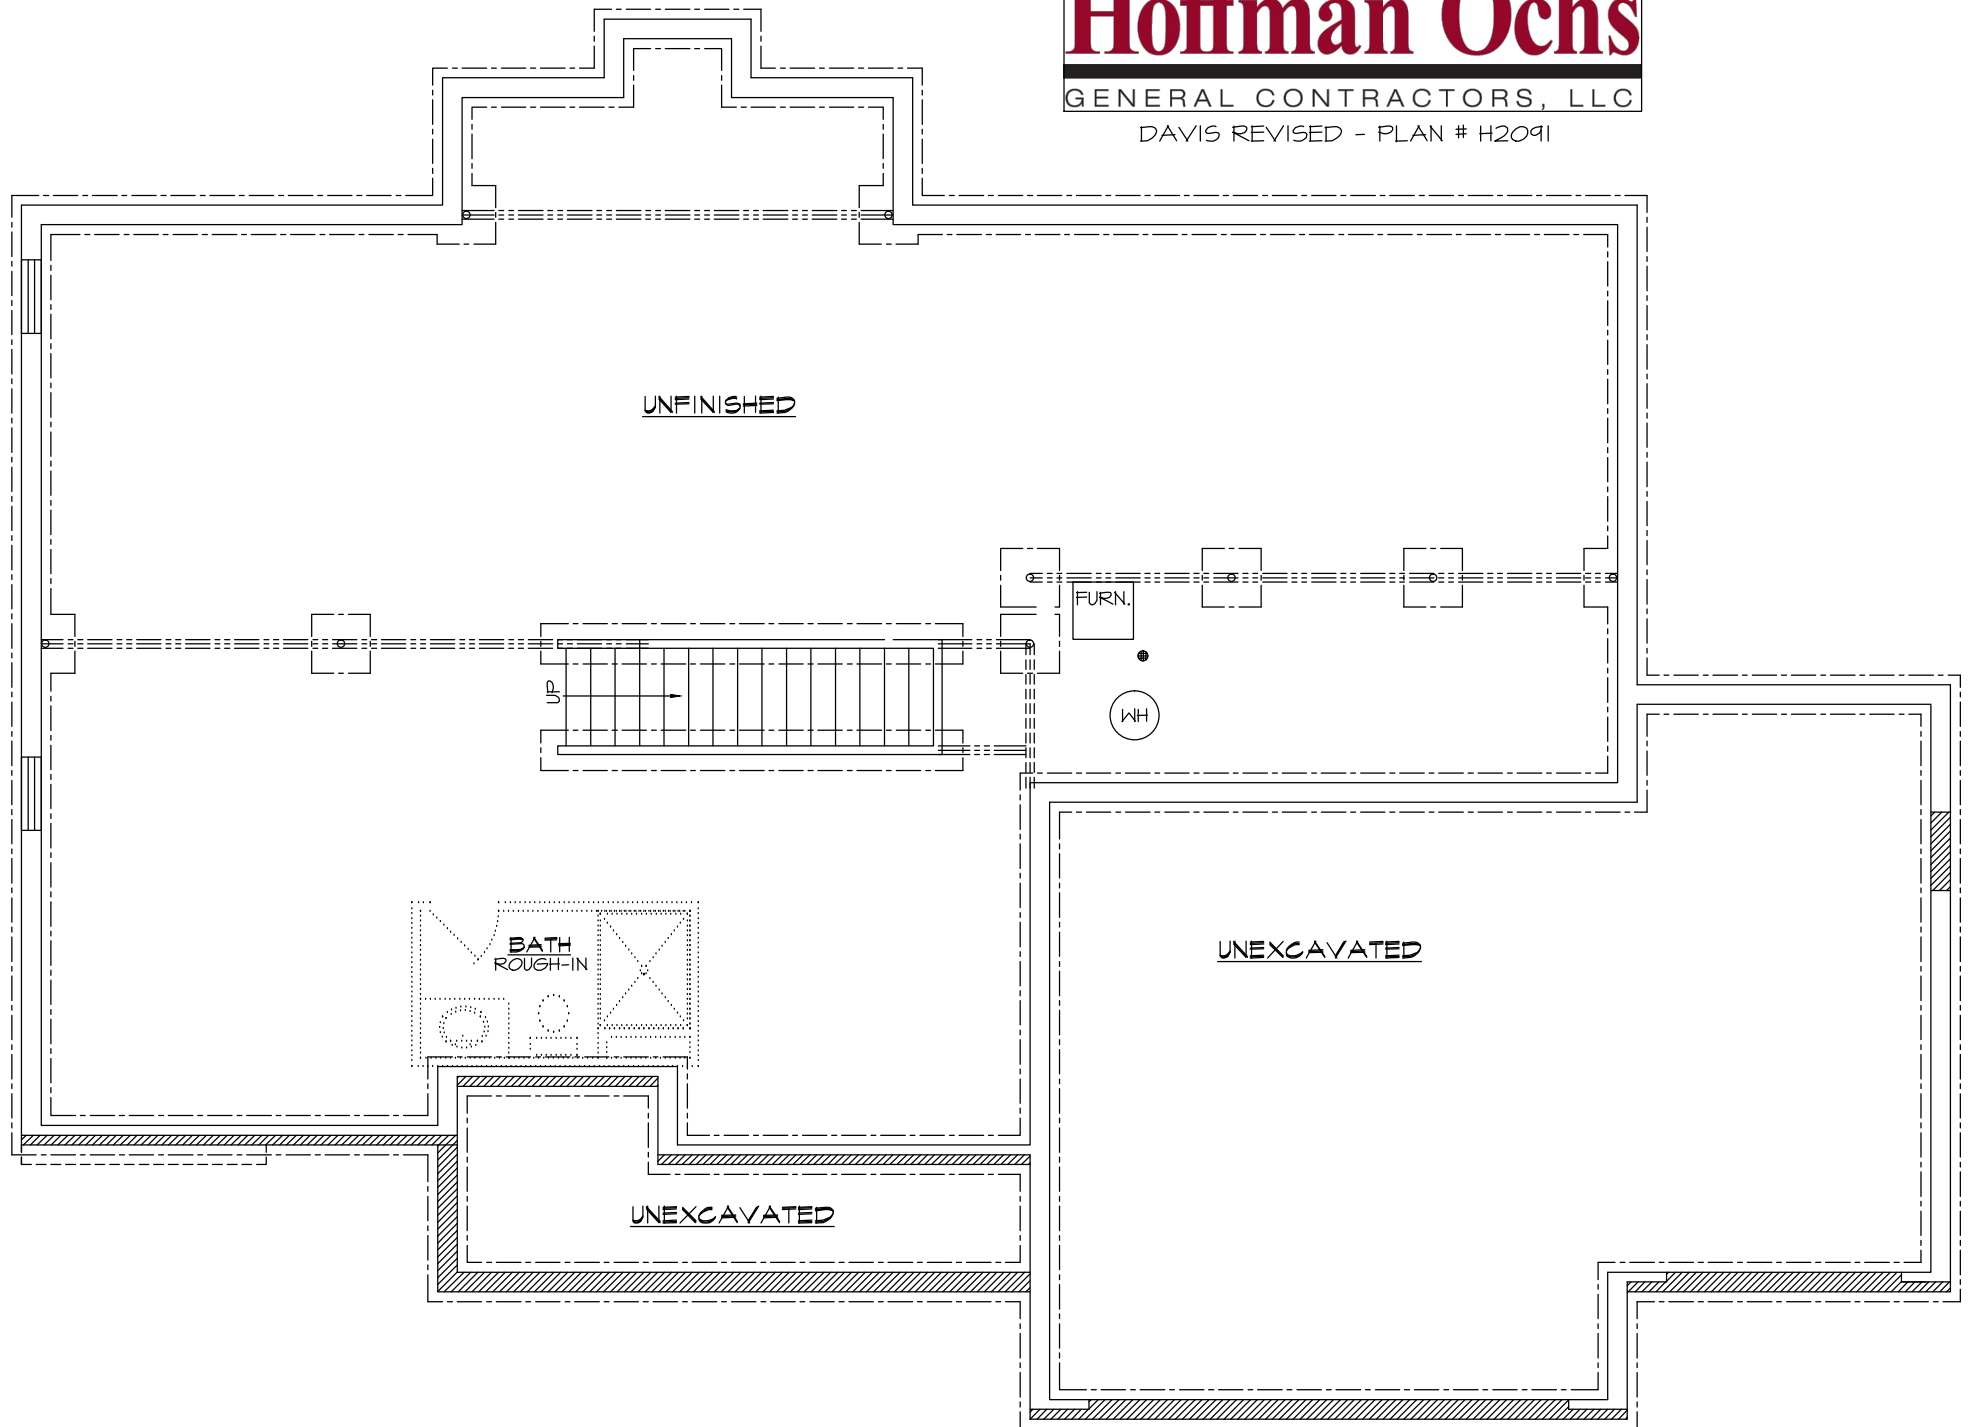 Hoffman Ochs
GENERAL CONTRACTORS, LLC
DAVIS REVISED - PLAN # H2091
UNFINISHED
FURN.
UP
WH
BATH
ROUGH-IN
UNEXCAVATED
UNEXCAVATED